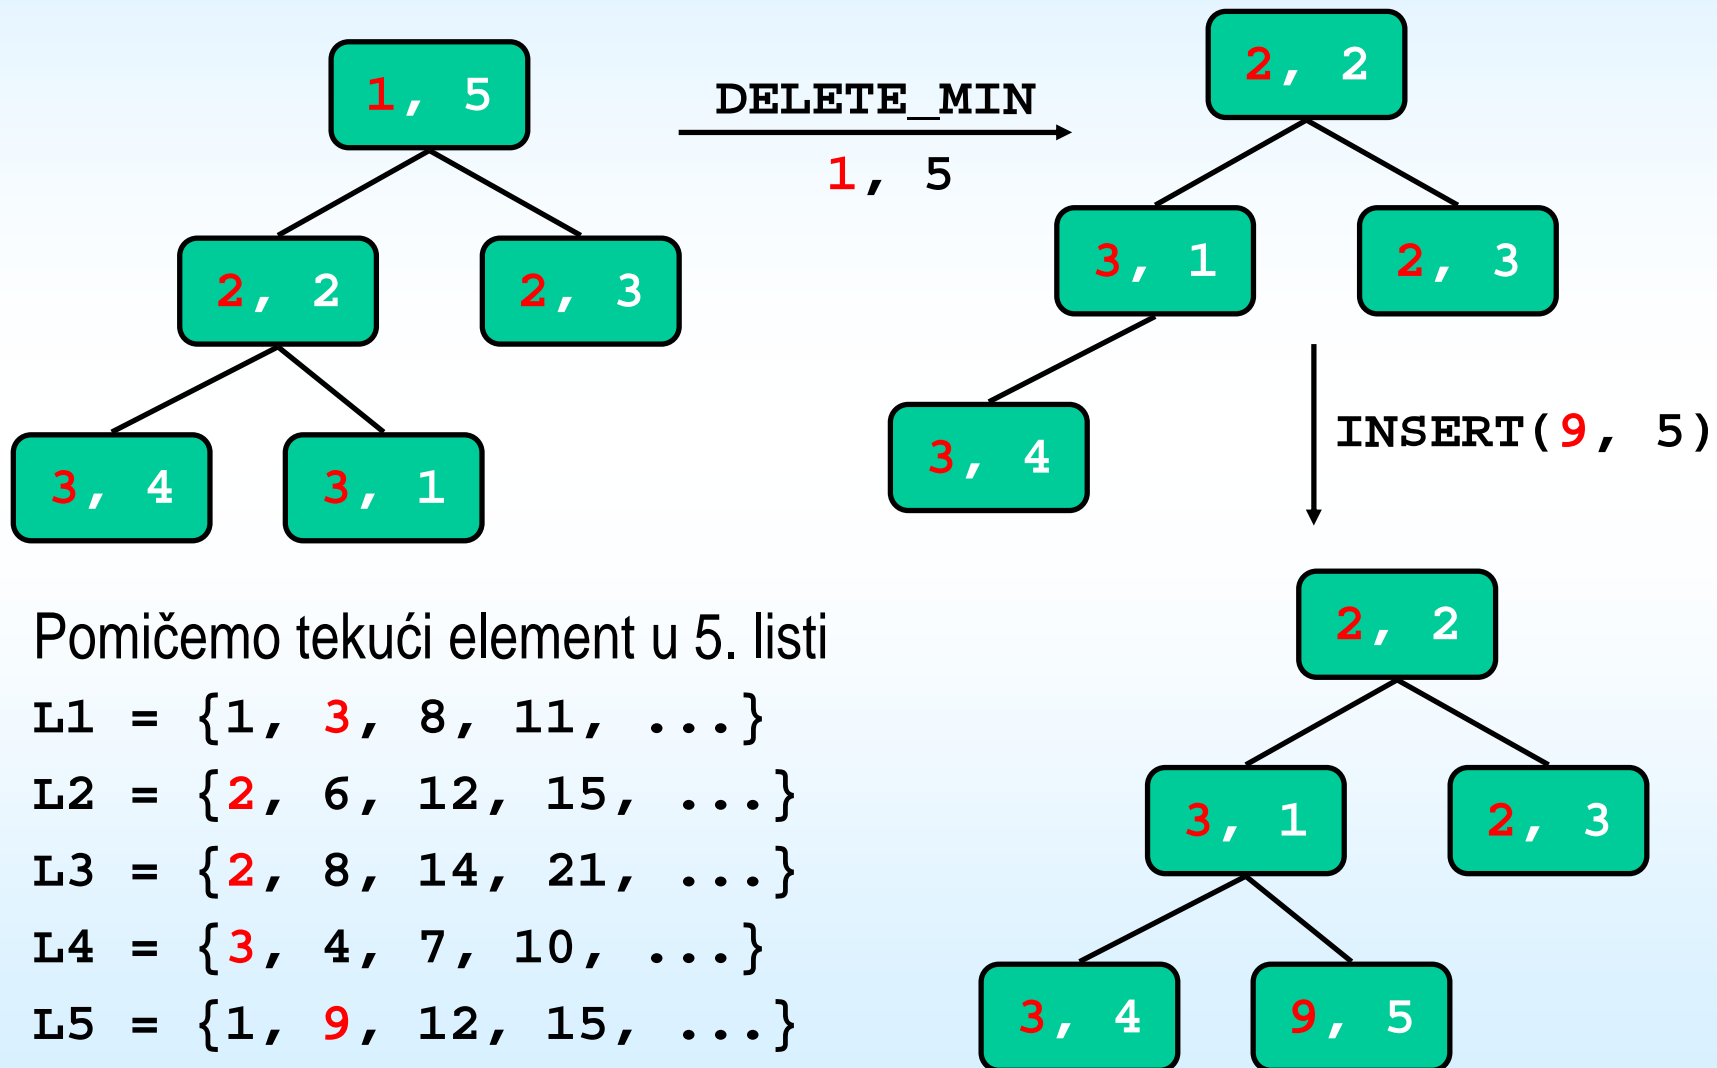 1, 5
2, 2
2, 3
3, 4
3, 1
DELETE_MIN
1, 5
2, 2
3, 1
2, 3
3, 4
INSERT(9, 5)
2, 2
3, 1
2, 3
3, 4
9, 5
Pomičemo tekući element u 5. listi
L1 = {1, 3, 8, 11, ...}
L2 = {2, 6, 12, 15, ...}
L3 = {2, 8, 14, 21, ...}
L4 = {3, 4, 7, 10, ...}
L5 = {1, 9, 12, 15, ...}